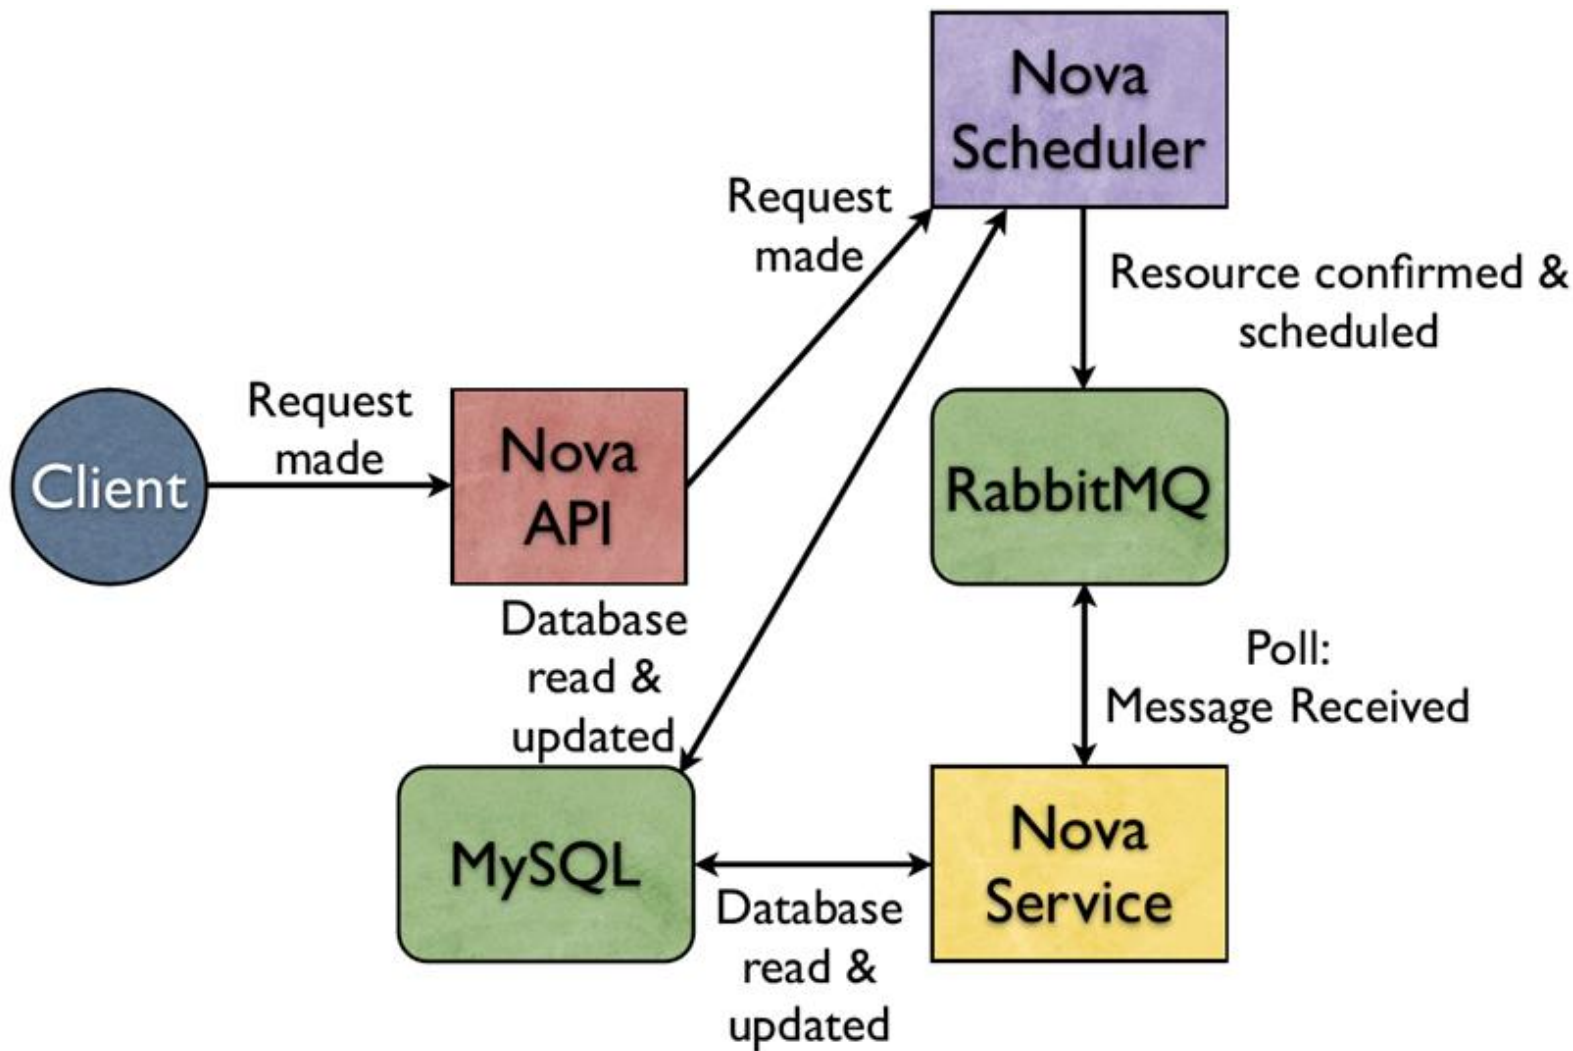 Nova
Scheduler
Request
made
Resource confirmed &
scheduled
Client
Request
made
Nova
API
RabbitMQ
Database
read &
updated
Poll:
Message Received
MySQL
Database
read &
updated
Nova
Service